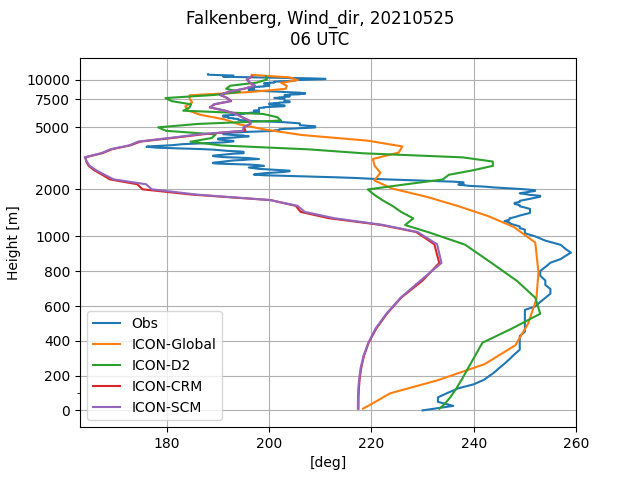 Falkenberg, Wind_dir, 20210525
06 UTC
Height [m]
10000
7500
5000
2000
1000
800
600
400
200
0
Obs
ICON-Global
ICON-D2
ICON-CRM
ICON-SCM
180
200
220
240
260
[deg]